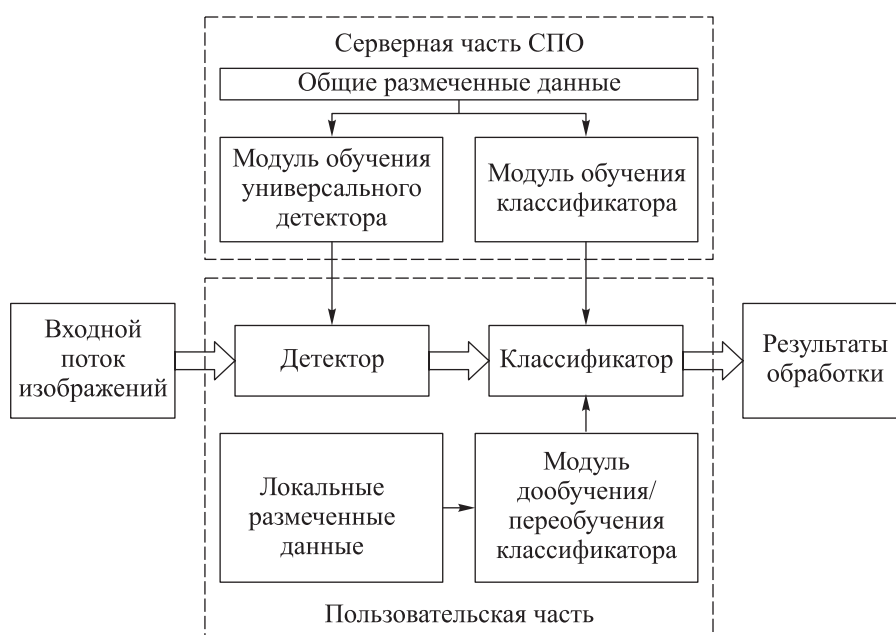 Серверная часть СПО
Общие размеченные данные
Модуль обучения
универсального
детектора
Модуль обучения
классификатора
Входной
поток
изображений
Детектор
Классификатор
Результаты
обработки
Локальные
размеченные
данные
Модуль
дообучения/
переобучения
классификатора
Пользовательская часть